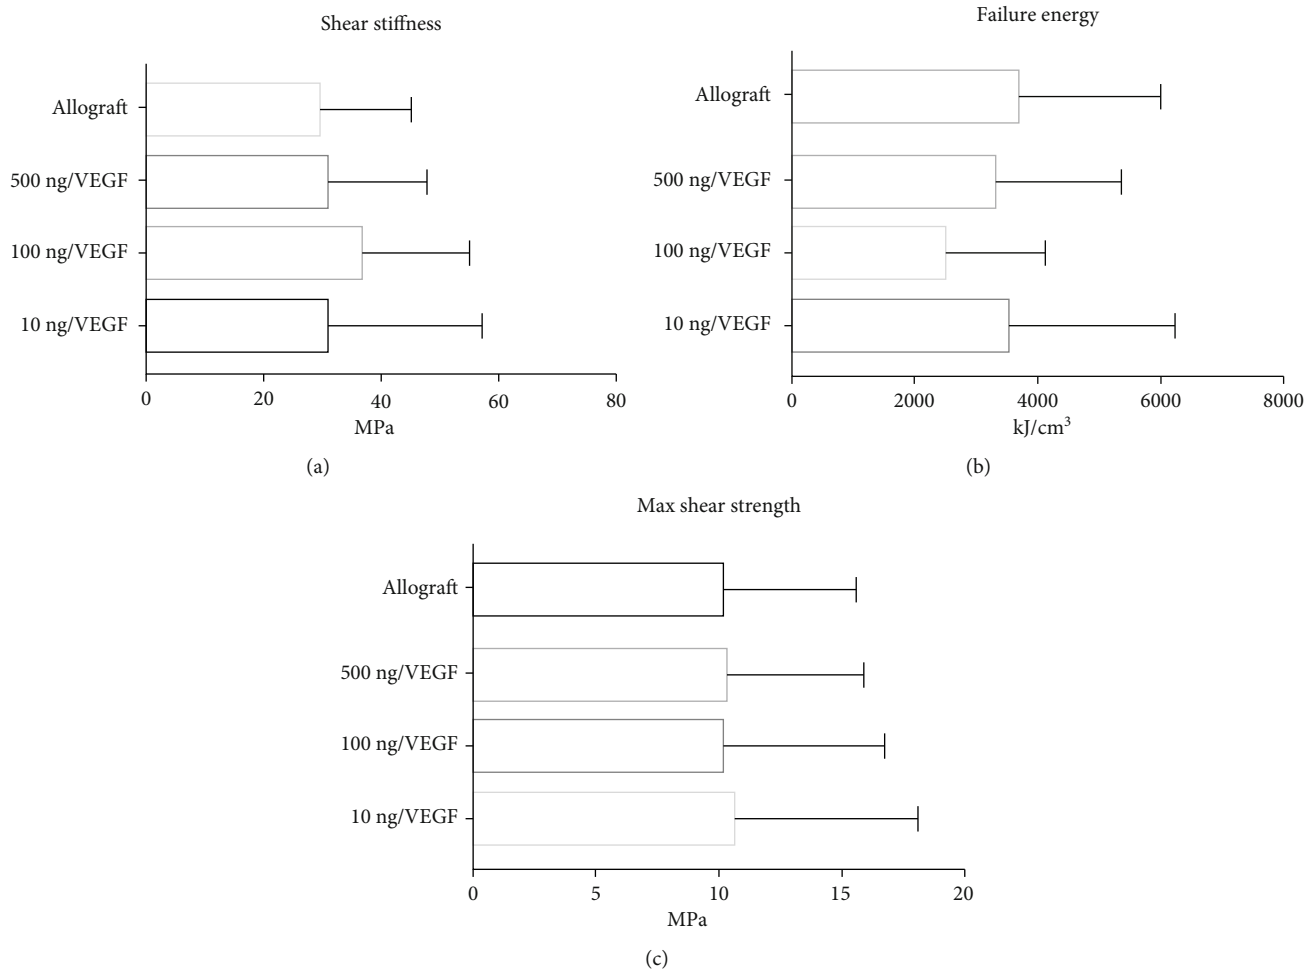 Shear stiffness
Allograft
500 ng/VEGF
100 ng/VEGF
10 ng/VEGF
0 20 40 60 80
MPa
(a)
Failure energy
Allograft
500 ng/VEGF
100 ng/VEGF
10 ng/VEGF
0 2000 4000 6000 8000
kJ/cm³
(b)
Max shear strength
Allograft
500 ng/VEGF
100 ng/VEGF
10 ng/VEGF
0 5 10 15 20
MPa
(c)